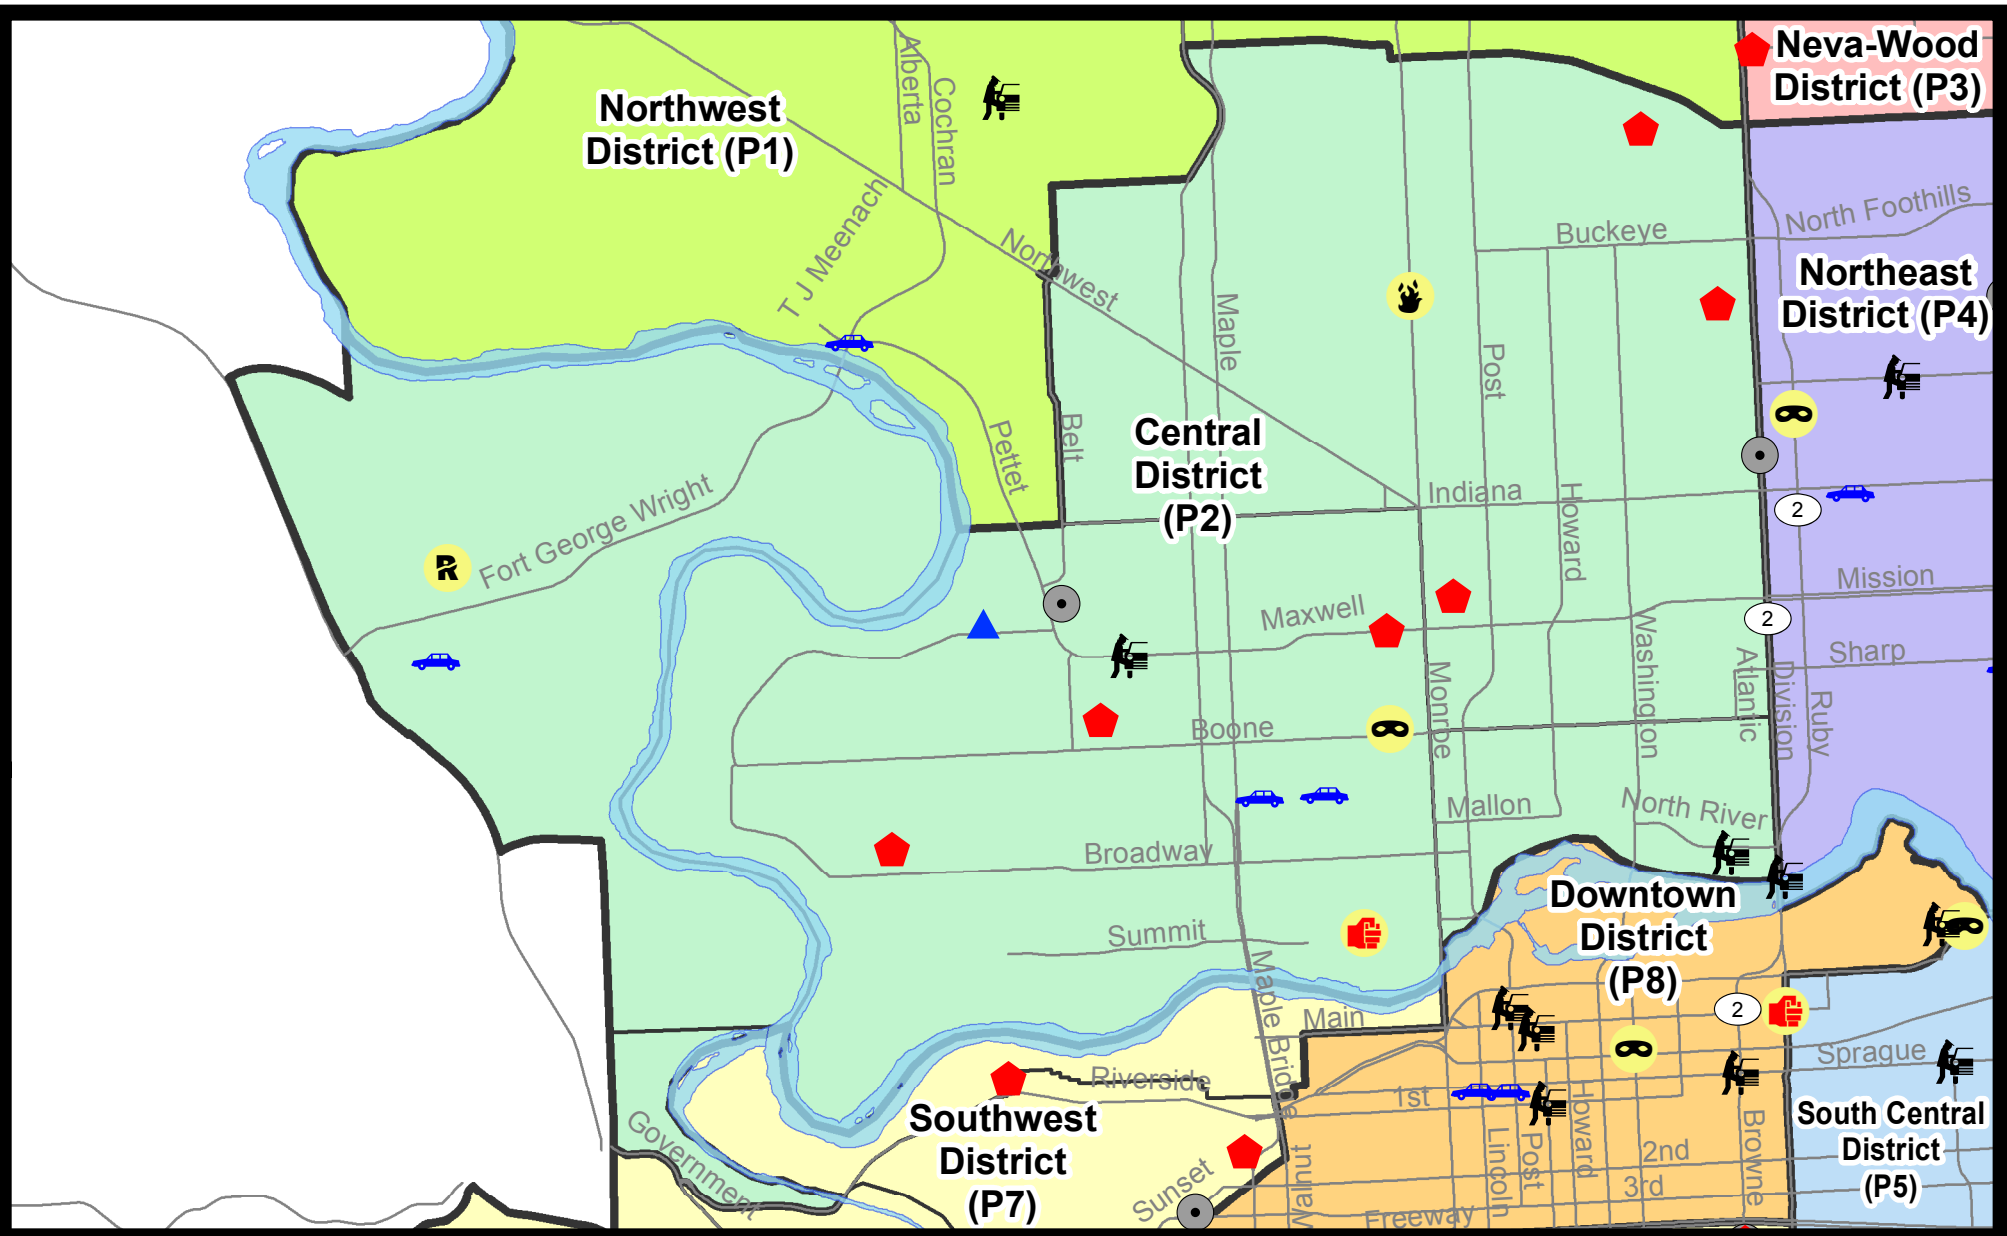 Neva-Wood
District (P3)
Northwest
District (P1)
Alberta
Cochran
T J Meenach
Northwest
Buckeye
North Foothills
Northeast
District (P4)
Maple
Post
Central
District
(P2)
Belt
Pettet
Indiana
Howard
2
Fort George Wright
R
Mission
2
Maxwell
Washington
Sharp
Monroe
Atlantic
Division
Ruby
Boone
Mallon
North River
Broadway
Downtown
District
(P8)
Summit
Maple Bridge
Main
2
Sprague
Riverside
1st
Southwest
District
(P7)
South Central
District
(P5)
Government
Sunset
Walnut
Lincoln
Post
Howard
2nd
3rd
Browne
Freeway